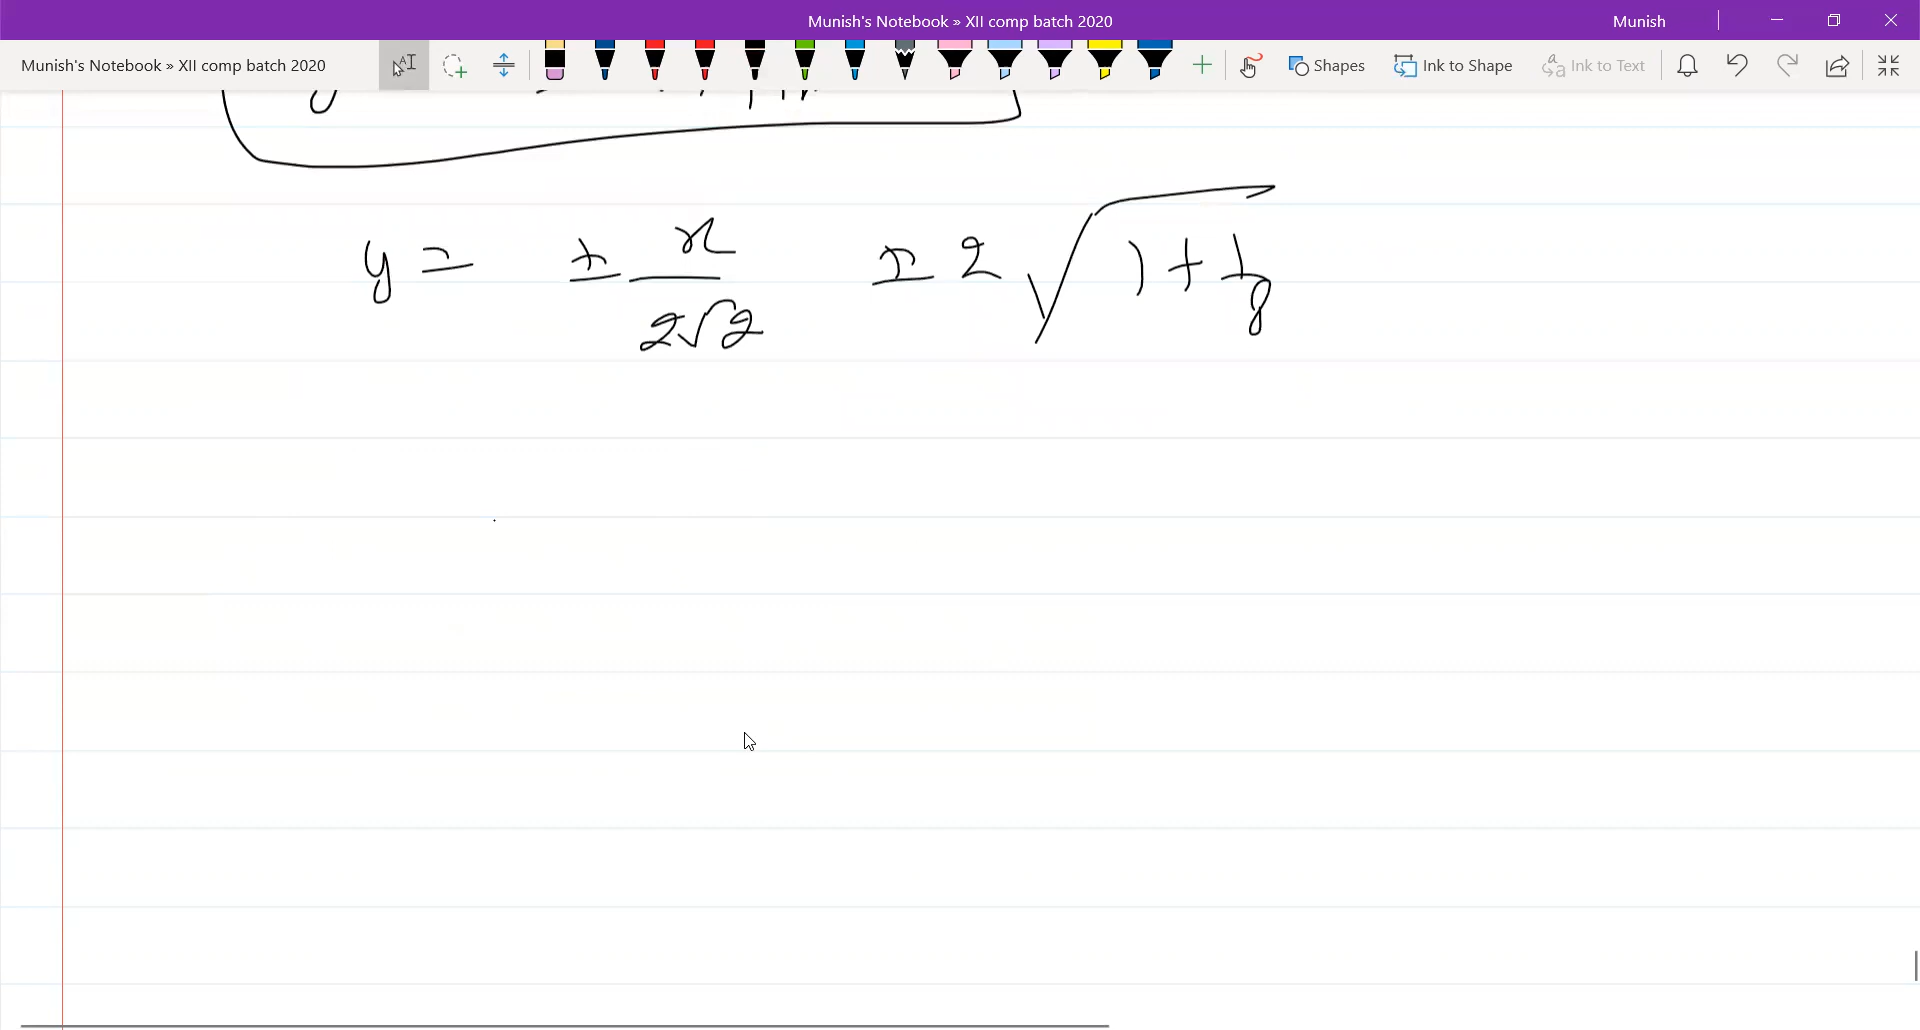 Munish's Notebook » XII comp batch 2020
Munish
Munish's Notebook » XII comp batch 2020
Shapes
Ink to Shape
Ink to Text
y = ± x/2√2 ± 2√(1 + 1/8)